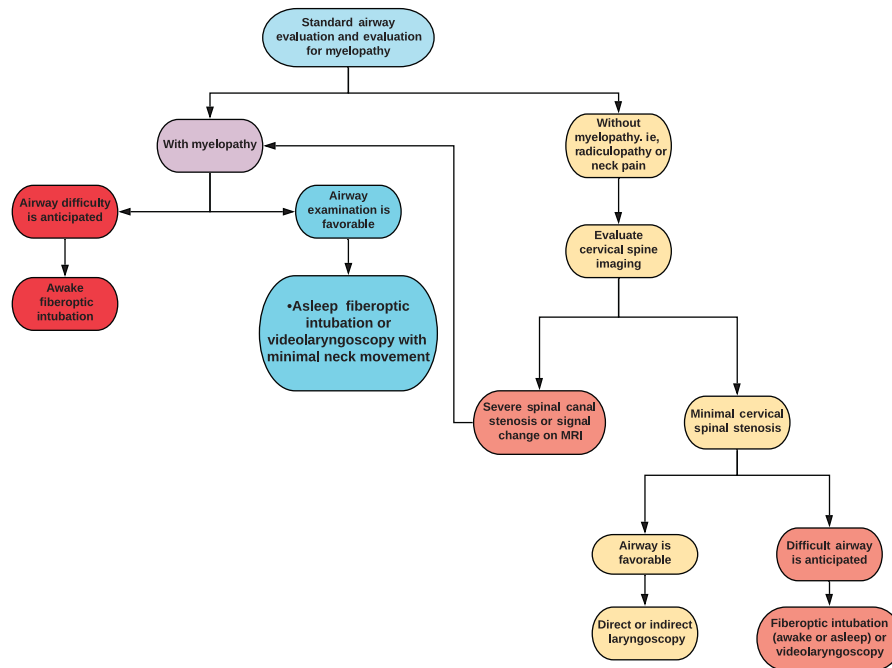 Standard airway
evaluation and evaluation
for myelopathy
With myelopathy
Without
myelopathy. ie,
radiculopathy or
neck pain
Airway difficulty
is anticipated
Airway
examination is
favorable
Evaluate
cervical spine
imaging
Awake
fiberoptic
intubation
•Asleep fiberoptic
intubation or
videolaryngoscopy with
minimal neck movement
Severe spinal canal
stenosis or signal
change on MRI
Minimal cervical
spinal stenosis
Airway is
favorable
Difficult airway
is anticipated
Direct or indirect
laryngoscopy
Fiberoptic intubation
(awake or asleep) or
videolaryngoscopy